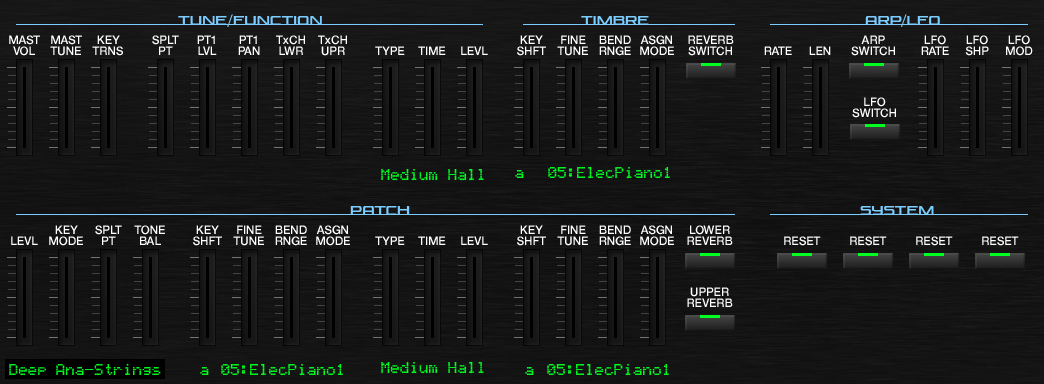 TUNE/FUNCTION TIMBRE ARP/LFO
MAST VOL MAST TUNE KEY TRNS SPLT PT PT1 LVL PT1 PAN TxCH LWR TxCH UPR TYPE TIME LEVL KEY SHFT FINE TUNE BEND RNGE ASGN MODE REVERB SWITCH RATE LEN ARP SWITCH LFO RATE LFO SHP LFO MOD
LFO SWITCH
Medium Hall a 05:ElecPiano1
PATCH SYSTEM
LEVL KEY MODE SPLT PT TONE BAL KEY SHFT FINE TUNE BEND RNGE ASGN MODE TYPE TIME LEVL KEY SHFT FINE TUNE BEND RNGE ASGN MODE LOWER REVERB RESET RESET RESET RESET
UPPER REVERB
Deep Ana-Strings a 05:ElecPiano1 Medium Hall a 05:ElecPiano1